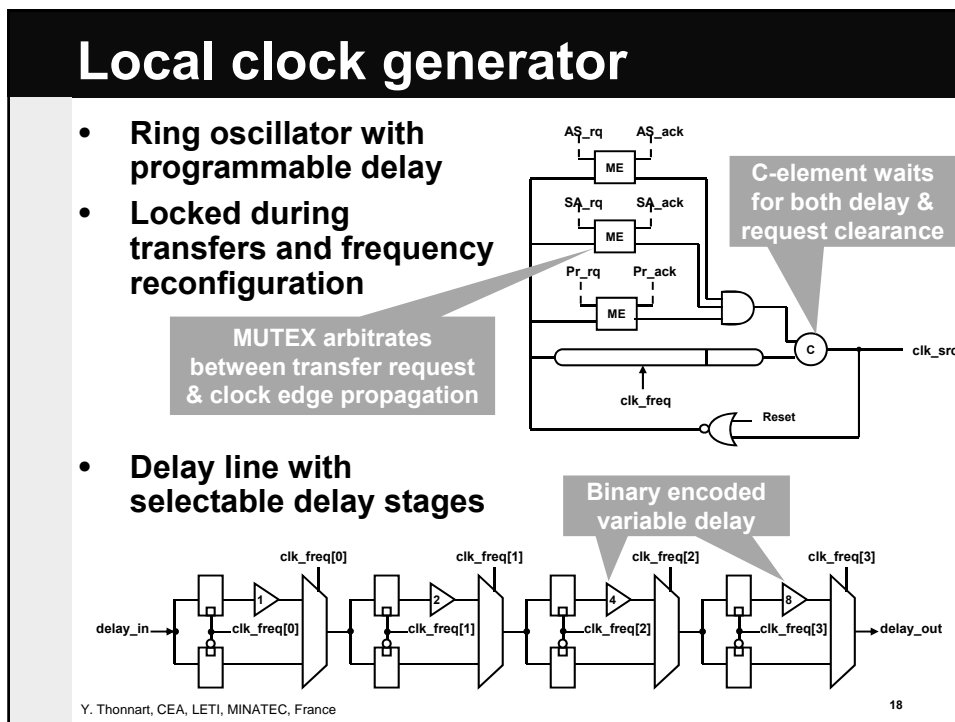 Local clock generator
• Ring oscillator with
programmable delay
• Locked during
transfers and frequency
reconfiguration
AS_rq AS_ack
ME
SA_rq SA_ack
ME
Pr_rq Pr_ack
ME
C-element waits
for both delay &
request clearance
MUTEX arbitrates
between transfer request
& clock edge propagation
C
clk_src
clk_freq
Reset
• Delay line with
selectable delay stages
Binary encoded
variable delay
clk_freq[0] clk_freq[1] clk_freq[2] clk_freq[3]
1 2 4 8
delay_in clk_freq[0] clk_freq[1] clk_freq[2] clk_freq[3] delay_out
Y. Thonnart, CEA, LETI, MINATEC, France
18